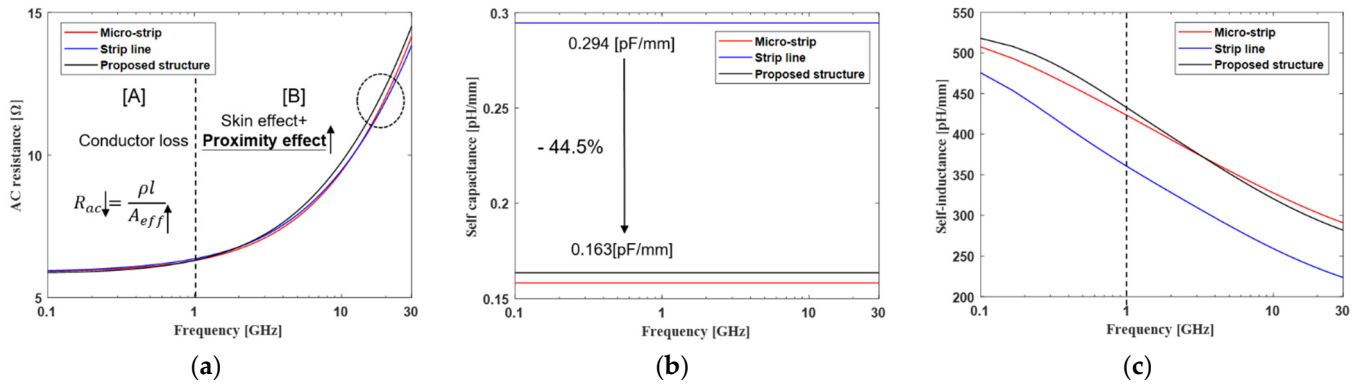 15
10
5
0.1
1
10
30
AC resistance [Ω]
Frequency [GHz]
Micro-strip
Strip line
Proposed structure
[A]
[B]
Conductor loss
Skin effect+
Proximity effect
R_ac = ρl / A_eff
(a)
0.3
0.25
0.2
0.15
0.1
1
10
30
Self capacitance [pH/mm]
Frequency [GHz]
Micro-strip
Strip line
Proposed structure
0.294 [pF/mm]
- 44.5%
0.163[pF/mm]
(b)
550
500
450
400
350
300
250
200
0.1
1
10
30
Self-inductance [pH/mm]
Frequency [GHz]
Micro-strip
Strip line
Proposed structure
(c)